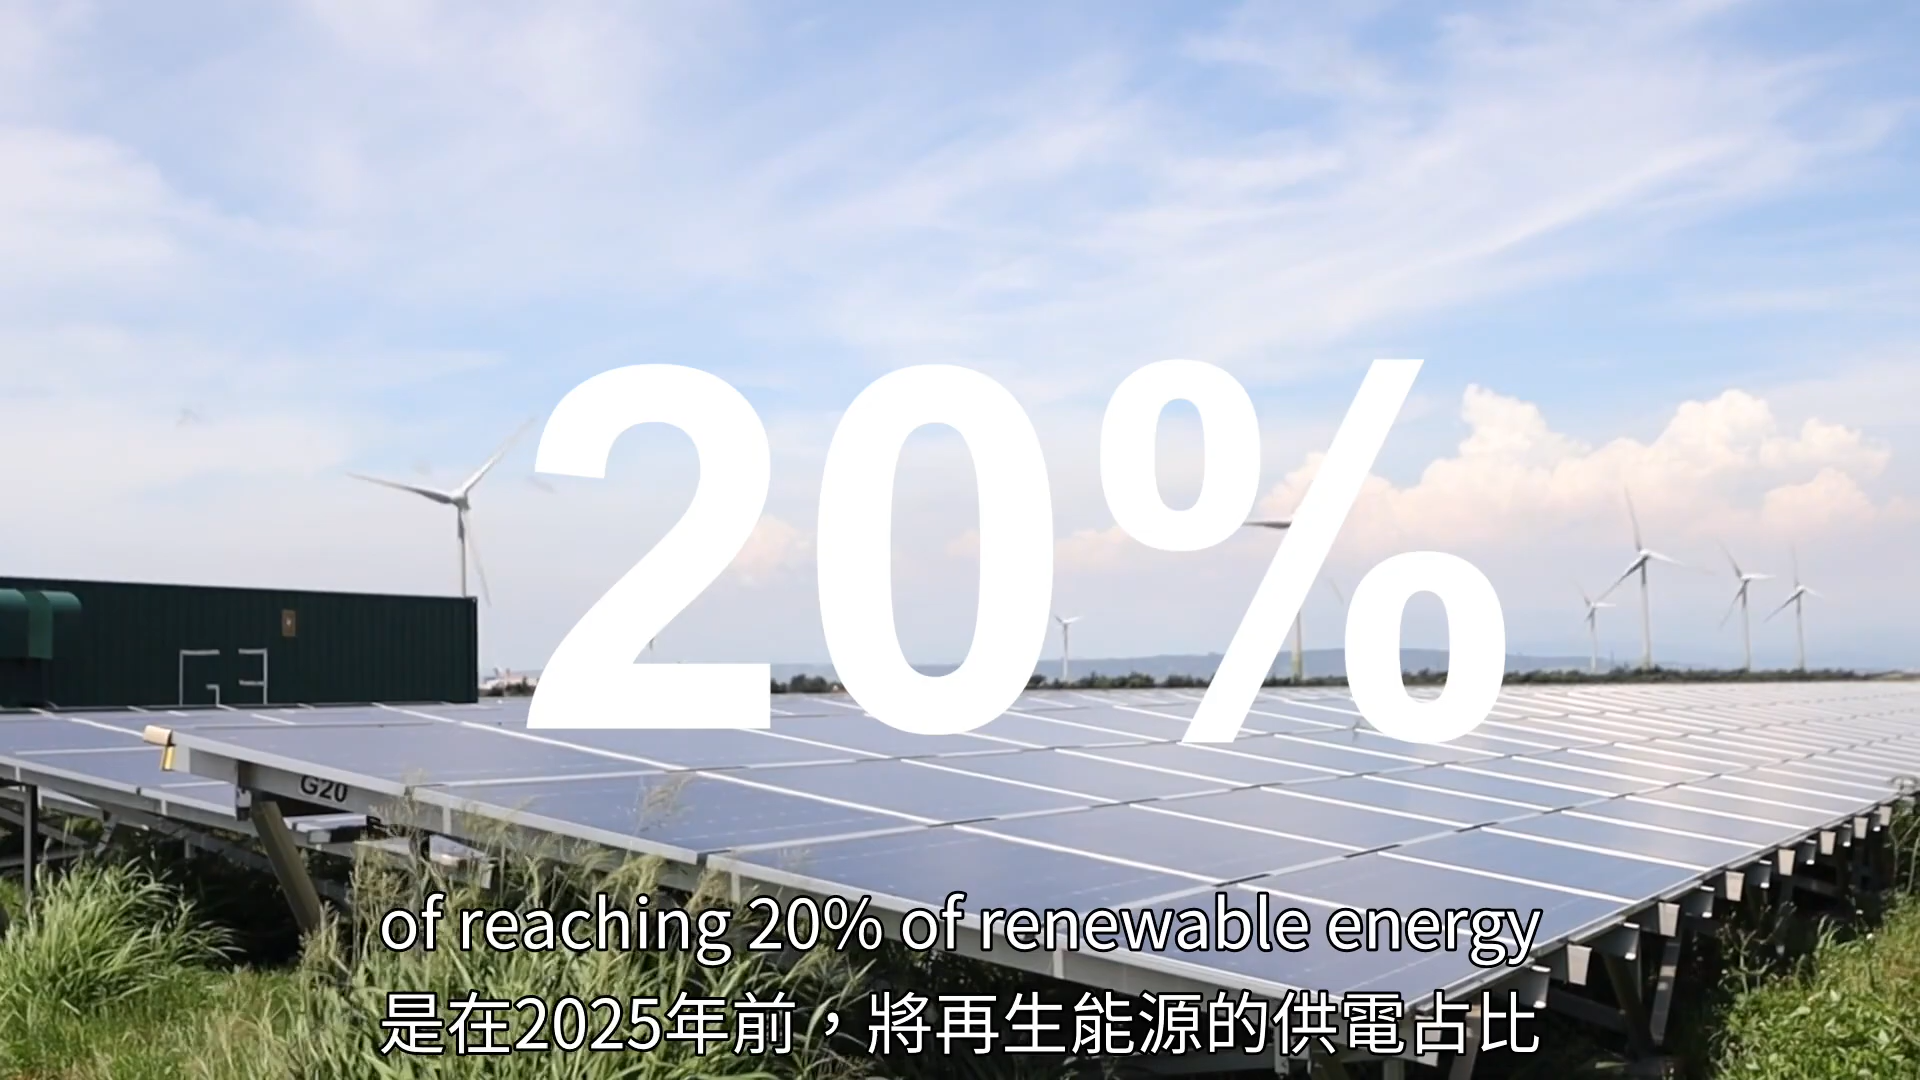 20%
G20
of reaching 20% of renewable energy
是在2025年前，將再生能源的供電占比